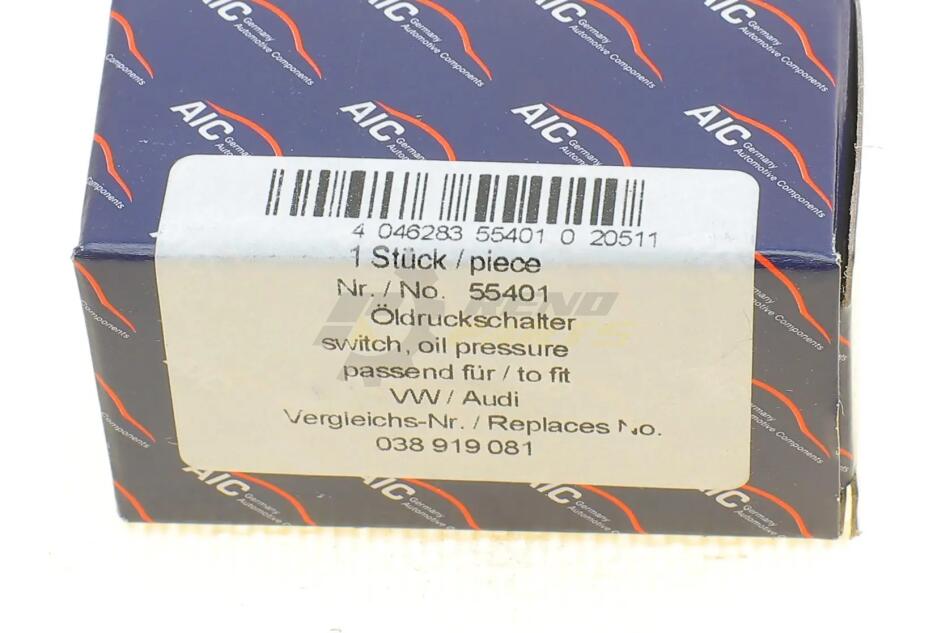 AIC German Automotive Components
4 046283 55401 0 20511
1 Stück / piece
Nr. / No. 55401
Öldruckschalter
switch, oil pressure
passend für / to fit
VW / Audi
Vergleichs-Nr. / Replaces No.
038 919 081